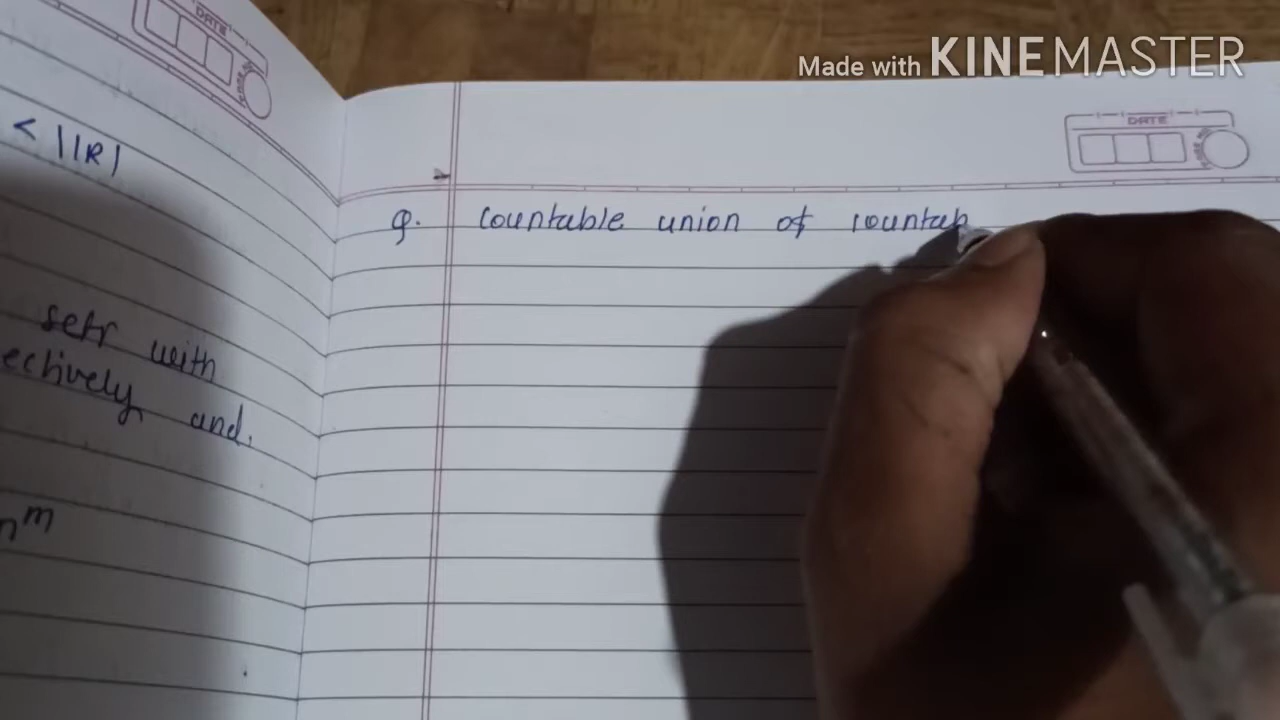 Made with KINEMASTER
DATE
DATE
< |IR|
sets with
ectively and.
n^m
Q. Countable union of countab